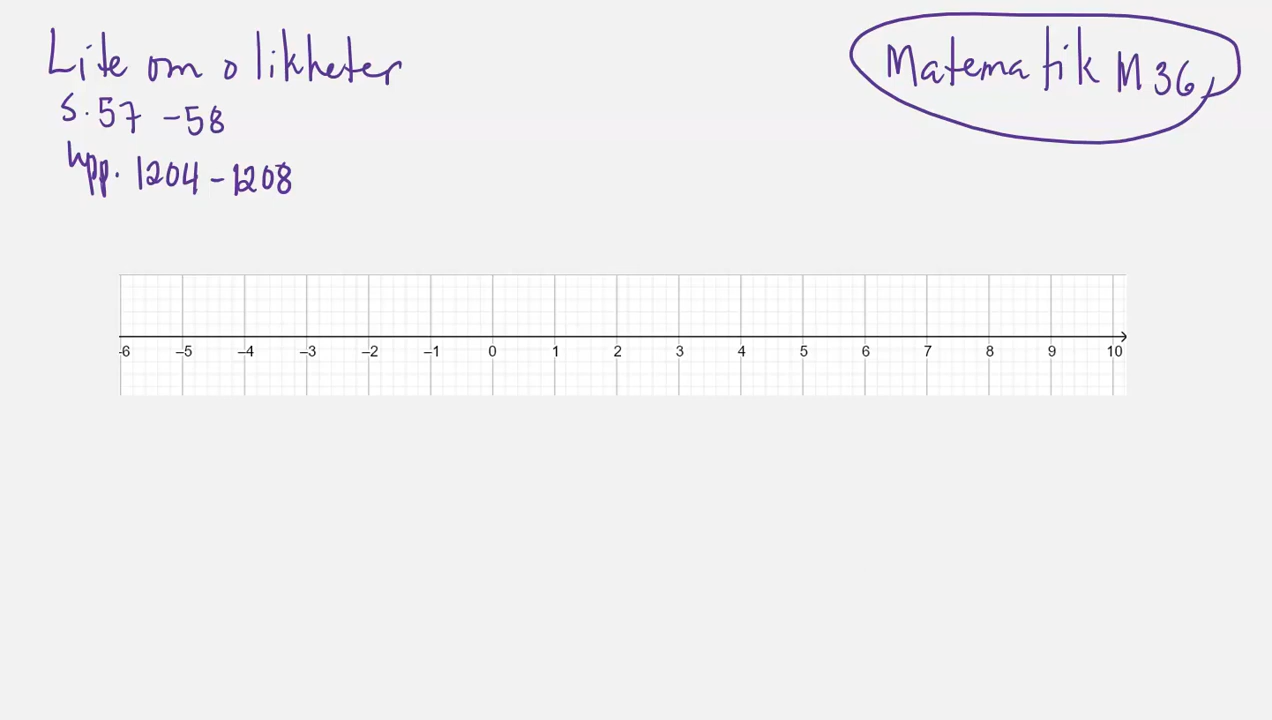 Lite om olikheter
s. 57 - 58
upp. 1204 - 1208
Matematik M 36
-6 -5 -4 -3 -2 -1 0 1 2 3 4 5 6 7 8 9 10